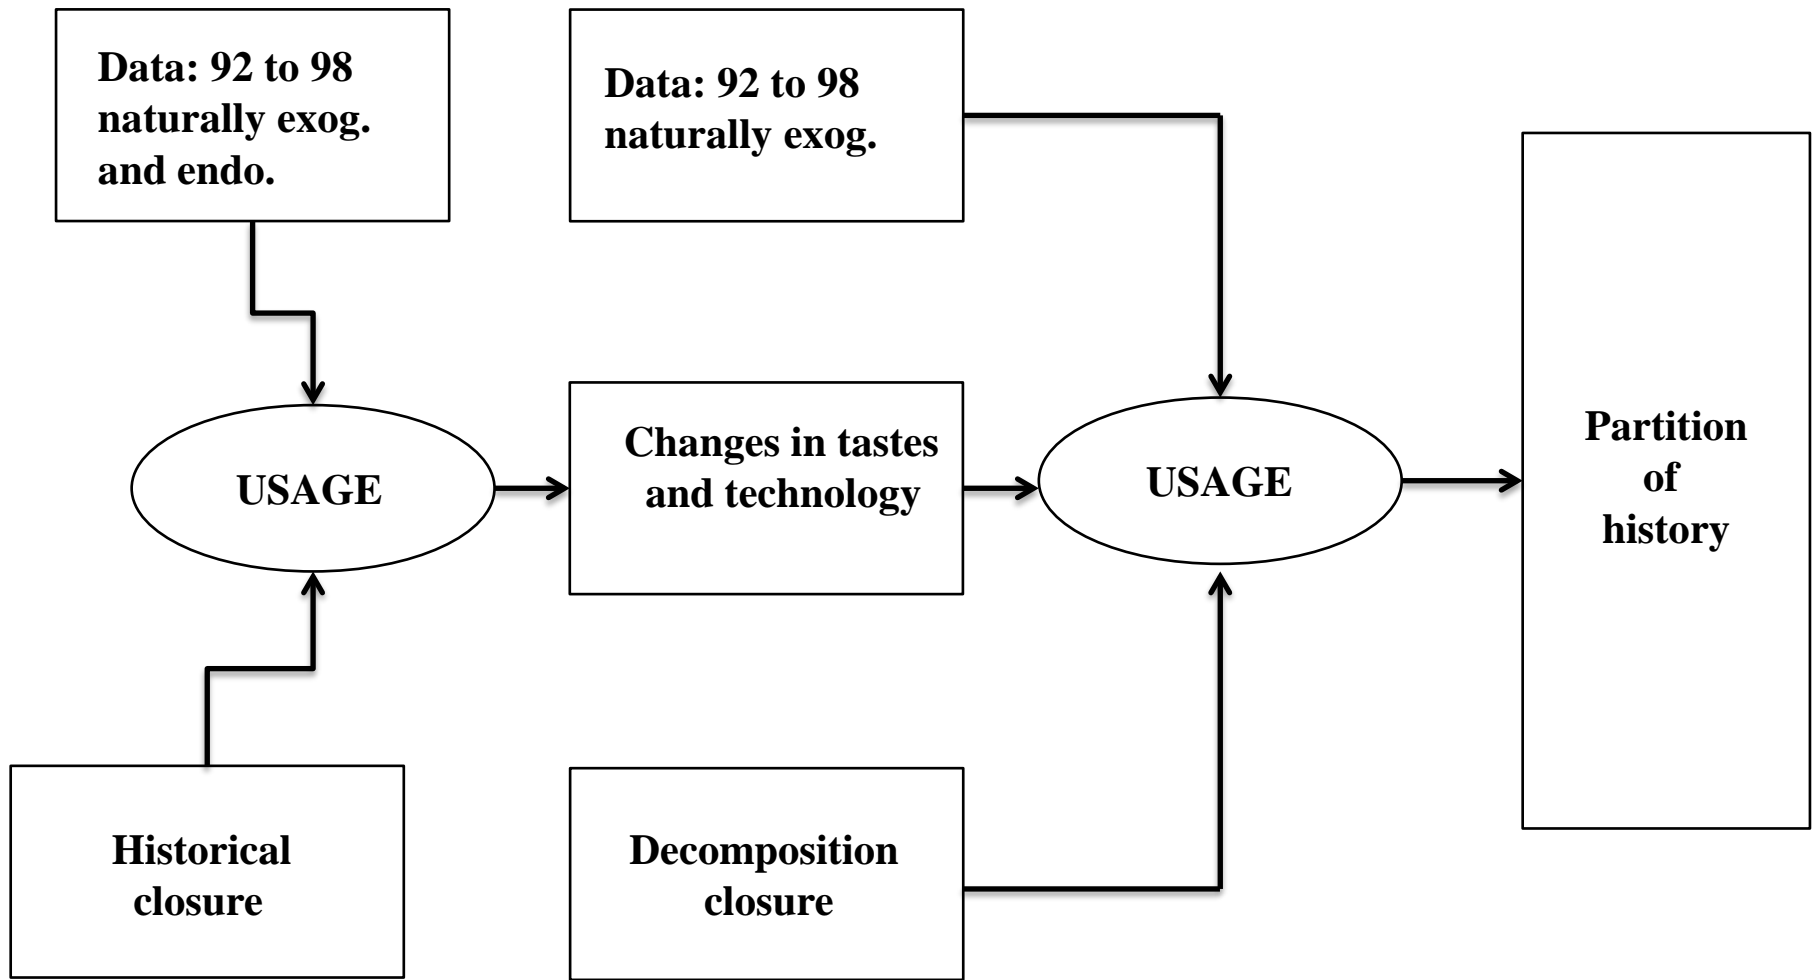 Data: 92 to 98
naturally exog.
and endo.
Data: 92 to 98
naturally exog.
USAGE
Changes in tastes
and technology
USAGE
Partition
of
history
Historical
closure
Decomposition
closure